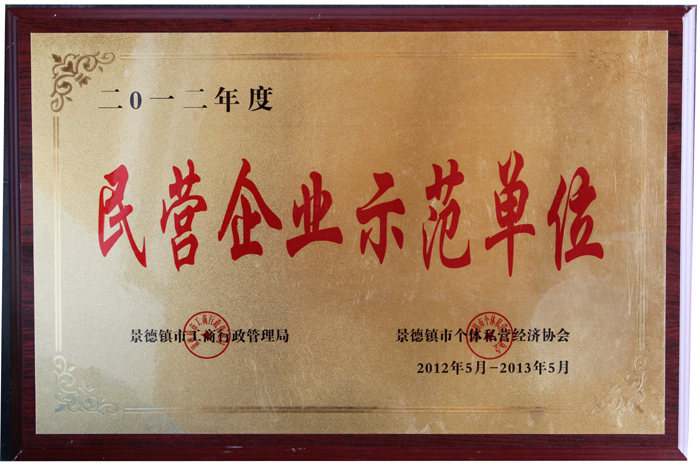 二0一二年度
民营企业示范单位
景德镇市工商行政管理局
景德镇市个体私营经济协会
2012年5月-2013年5月